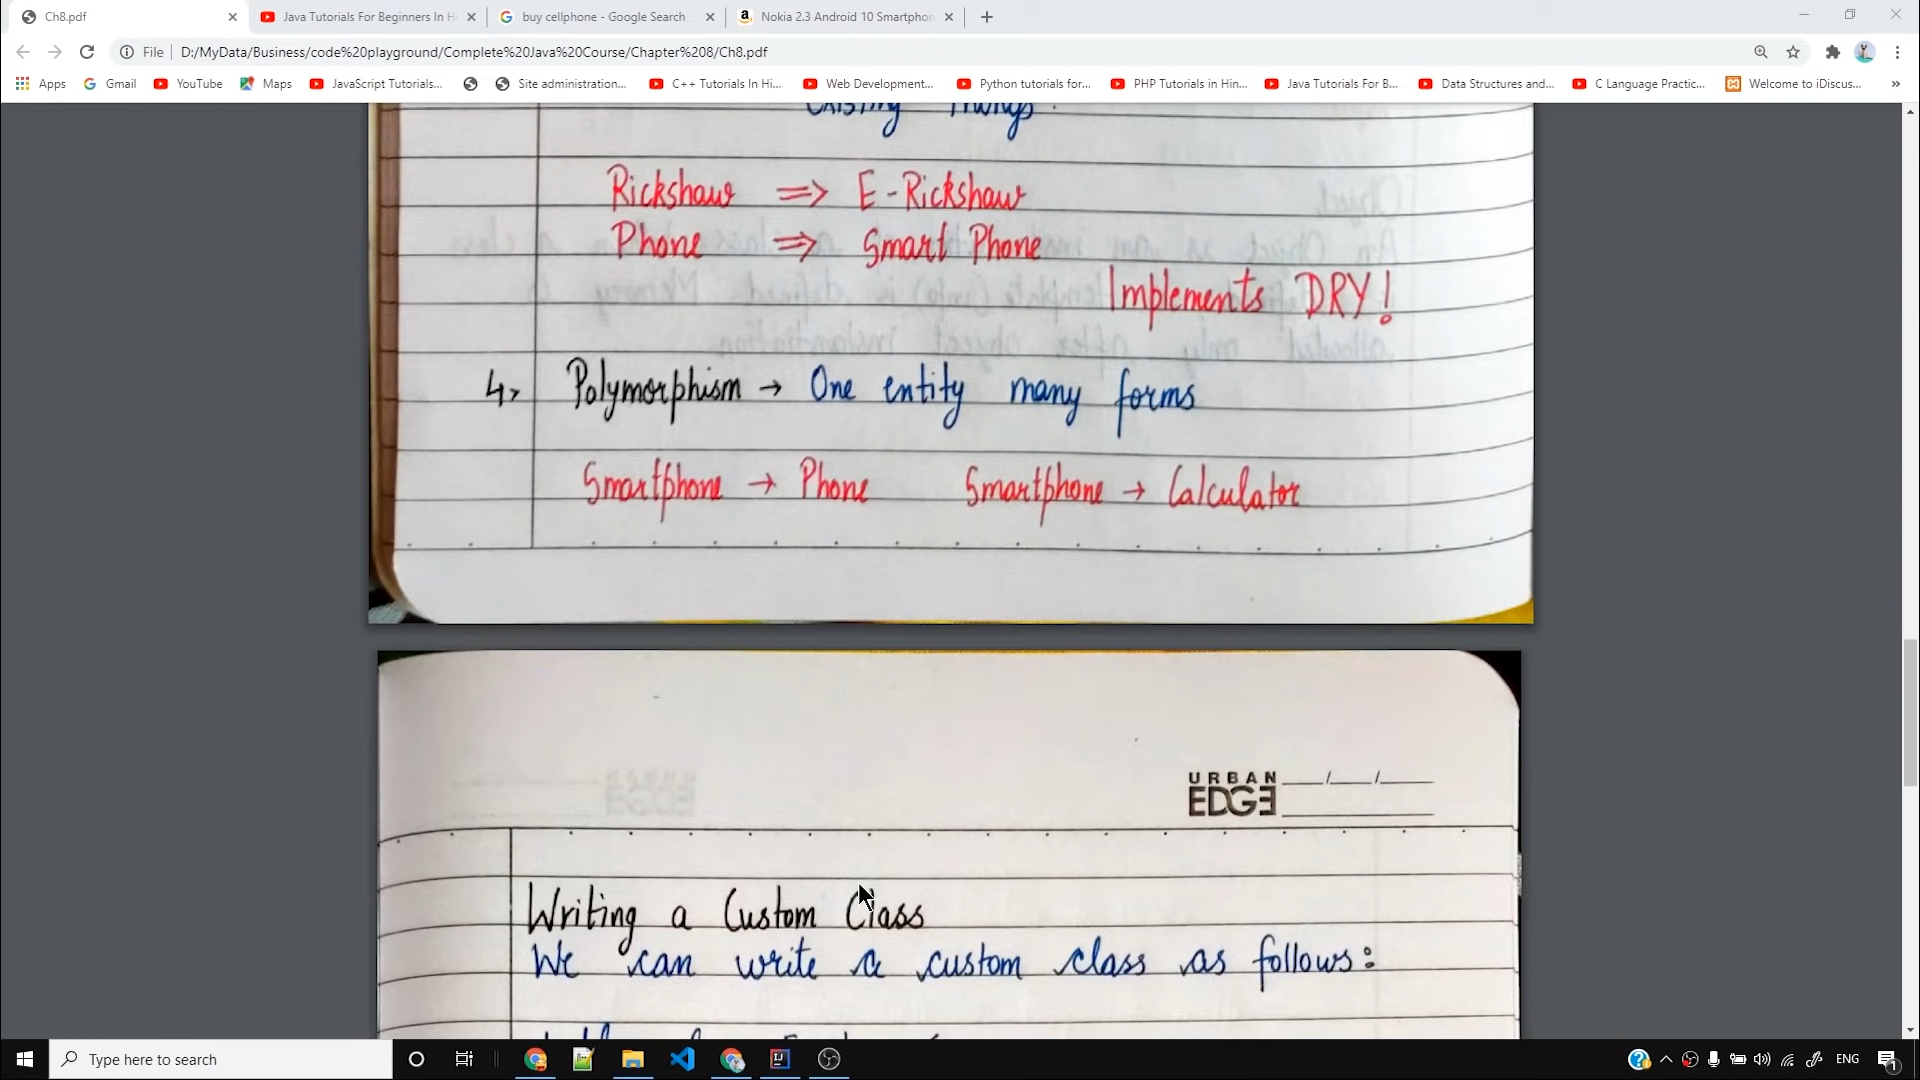 Ch8.pdf
Java Tutorials For Beginners In H
buy cellphone - Google Search
Nokia 2.3 Android 10 Smartphon
File
D:/MyData/Business/code%20playground/Complete%20Java%20Course/Chapter%208/Ch8.pdf
Apps
Gmail
YouTube
Maps
JavaScript Tutorials...
Site administration...
C++ Tutorials In Hi...
Web Development...
Python tutorials for...
PHP Tutorials in Hin...
Java Tutorials For B...
Data Structures and...
C Language Practic...
Welcome to iDiscus...
»
Existing Things.
Rickshaw => E-Rickshaw
Phone => Smart Phone
Implements DRY!
4, Polymorphism → One entity many forms
Smartphone → Phone Smartphone → Calculator
URBAN
EDGE
Writing a Custom Class
We can write a custom class as follows:
Type here to search
ENG